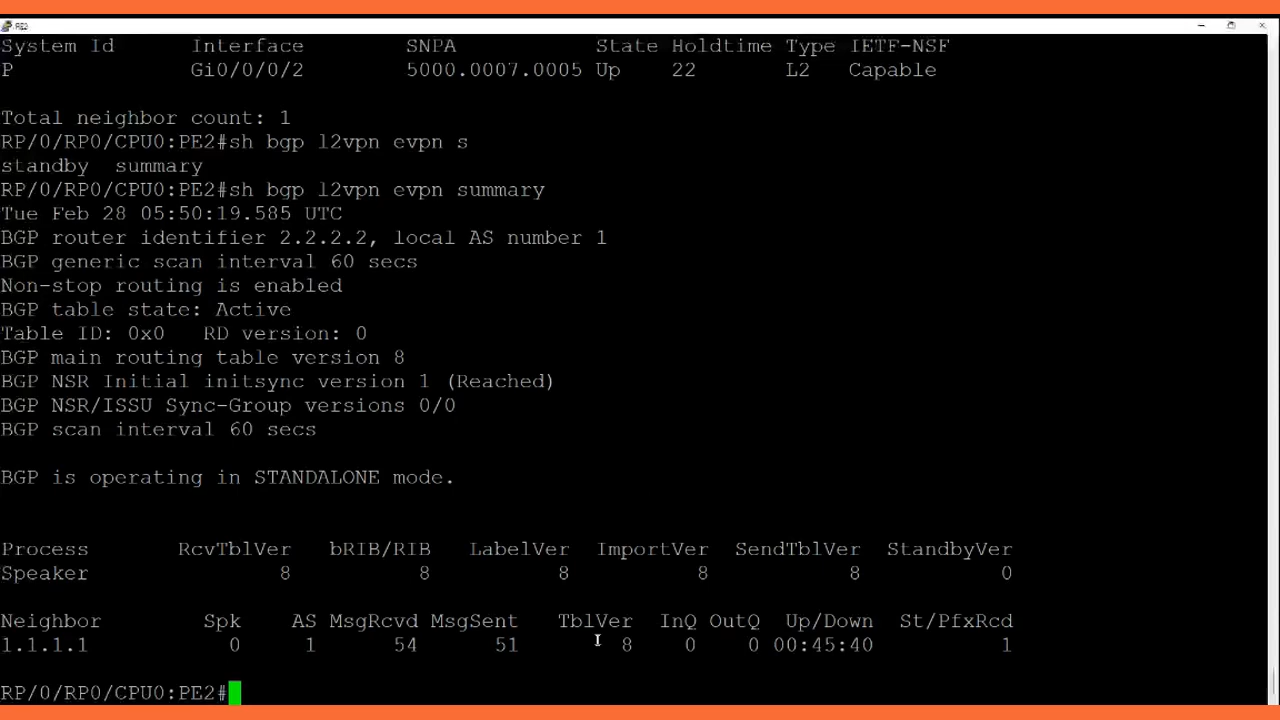 PE2
System Id Interface SNPA State Holdtime Type IETF-NSF
P Gi0/0/0/2 5000.0007.0005 Up 22 L2 Capable
Total neighbor count: 1
RP/0/RP0/CPU0:PE2#sh bgp l2vpn evpn s
standby summary
RP/0/RP0/CPU0:PE2#sh bgp l2vpn evpn summary
Tue Feb 28 05:50:19.585 UTC
BGP router identifier 2.2.2.2, local AS number 1
BGP generic scan interval 60 secs
Non-stop routing is enabled
BGP table state: Active
Table ID: 0x0 RD version: 0
BGP main routing table version 8
BGP NSR Initial initsync version 1 (Reached)
BGP NSR/ISSU Sync-Group versions 0/0
BGP scan interval 60 secs
BGP is operating in STANDALONE mode.
Process RcvTblVer bRIB/RIB LabelVer ImportVer SendTblVer StandbyVer
Speaker 8 8 8 8 8 0
Neighbor Spk AS MsgRcvd MsgSent TblVer InQ OutQ Up/Down St/PfxRcd
1.1.1.1 0 1 54 51 8 0 0 00:45:40 1
RP/0/RP0/CPU0:PE2#